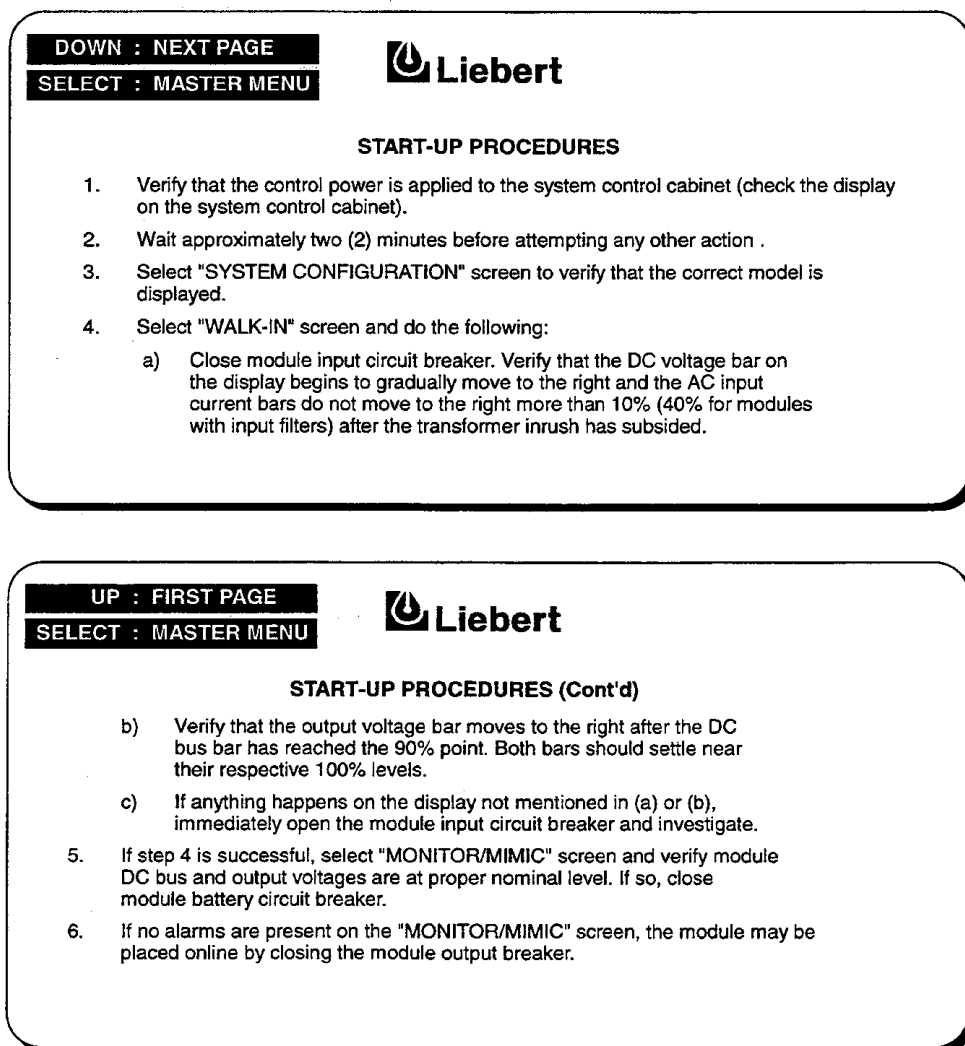 DOWN : NEXT PAGE
SELECT : MASTER MENU
Liebert
START-UP PROCEDURES
1. Verify that the control power is applied to the system control cabinet (check the display
on the system control cabinet).
2. Wait approximately two (2) minutes before attempting any other action .
3. Select "SYSTEM CONFIGURATION" screen to verify that the correct model is
displayed.
4. Select "WALK-IN" screen and do the following:
a) Close module input circuit breaker. Verify that the DC voltage bar on
the display begins to gradually move to the right and the AC input
current bars do not move to the right more than 10% (40% for modules
with input filters) after the transformer inrush has subsided.
UP : FIRST PAGE
SELECT : MASTER MENU
Liebert
START-UP PROCEDURES (Cont'd)
b) Verify that the output voltage bar moves to the right after the DC
bus bar has reached the 90% point. Both bars should settle near
their respective 100% levels.
c) If anything happens on the display not mentioned in (a) or (b),
immediately open the module input circuit breaker and investigate.
5. If step 4 is successful, select "MONITOR/MIMIC" screen and verify module
DC bus and output voltages are at proper nominal level. If so, close
module battery circuit breaker.
6. If no alarms are present on the "MONITOR/MIMIC" screen, the module may be
placed online by closing the module output breaker.